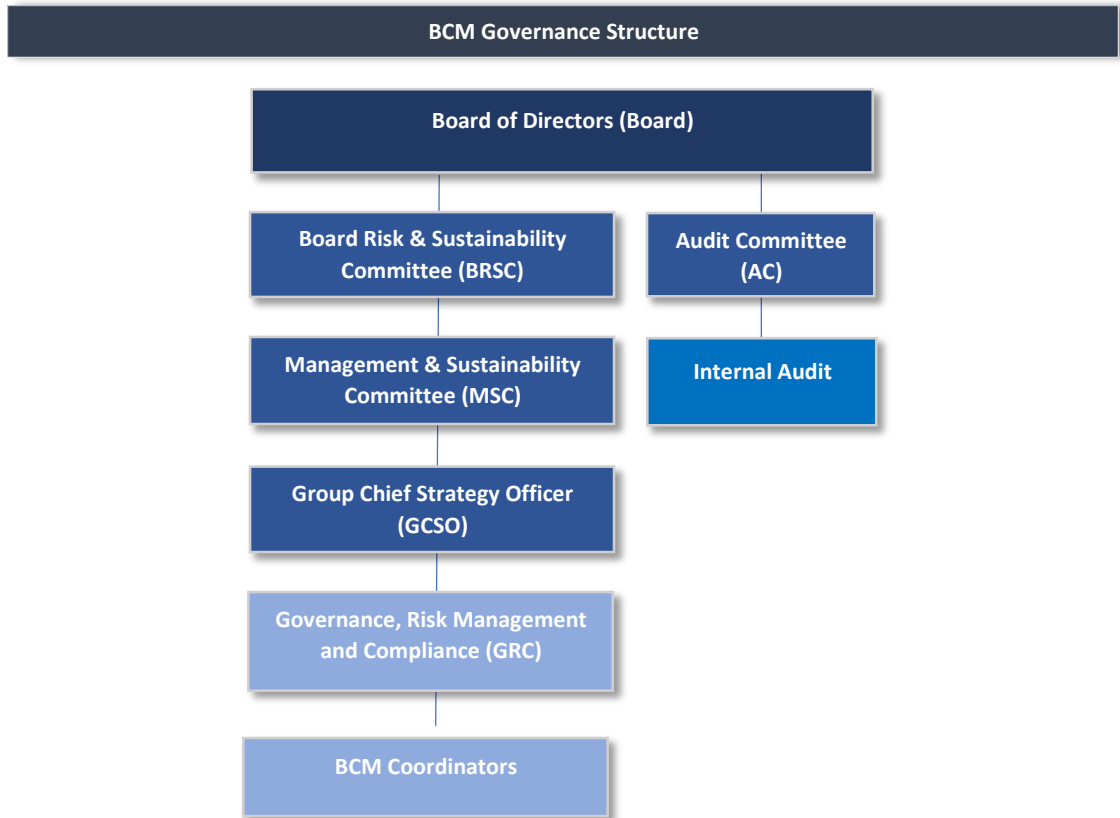 BCM Governance Structure
Board of Directors (Board)
Board Risk & Sustainability
Committee (BRSC)
Audit Committee
(AC)
Management & Sustainability
Committee (MSC)
Internal Audit
Group Chief Strategy Officer
(GCSO)
Governance, Risk Management
and Compliance (GRC)
BCM Coordinators